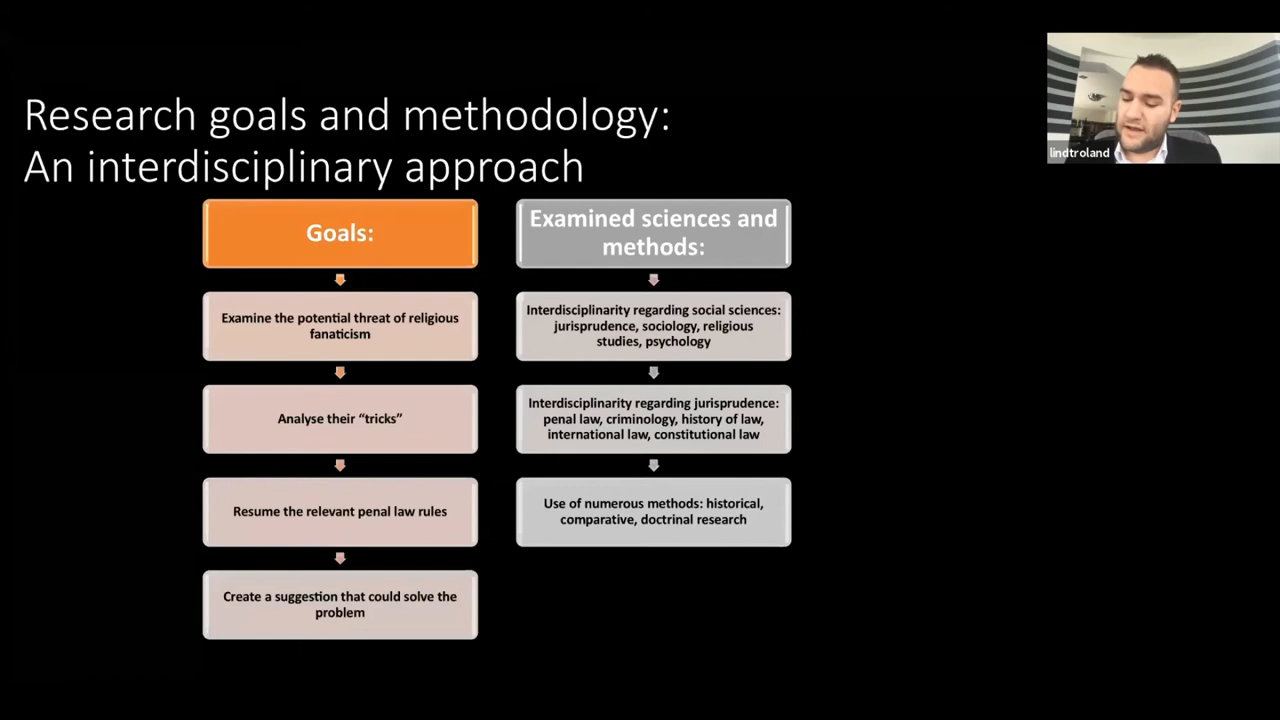 Research goals and methodology:
An interdisciplinary approach
lindtroland
Goals:
Examine the potential threat of religious
fanaticism
Analyse their “tricks”
Resume the relevant penal law rules
Create a suggestion that could solve the
problem
Examined sciences and
methods:
Interdisciplinarity regarding social sciences:
jurisprudence, sociology, religious
studies, psychology
Interdisciplinarity regarding jurisprudence:
penal law, criminology, history of law,
international law, constitutional law
Use of numerous methods: historical,
comparative, doctrinal research